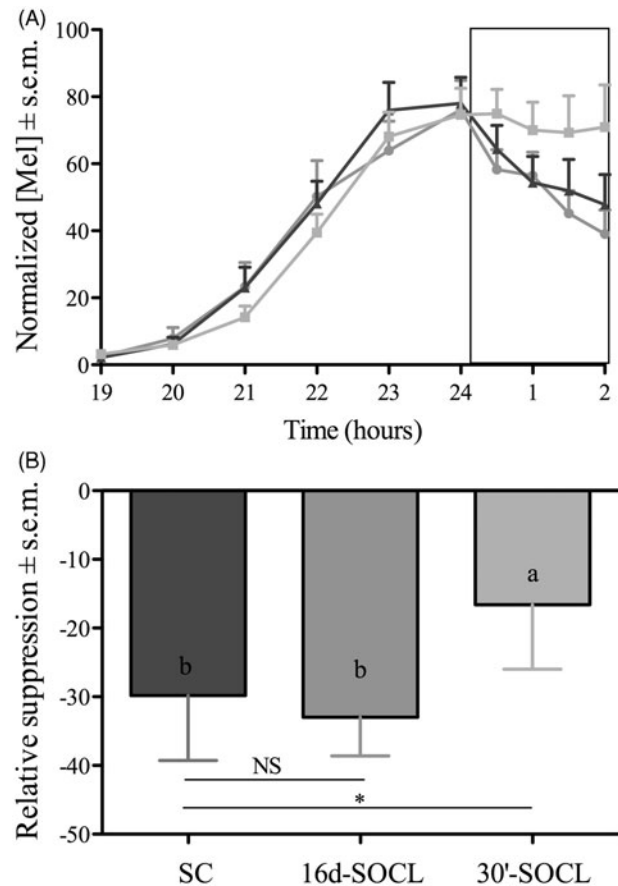 (A)
Normalized [Mel] ± s.e.m.
100
80
60
40
20
0
19 20 21 22 23 24 1 2
Time (hours)
(B)
Relative suppression ± s.e.m.
0
-10
-20
-30
-40
-50
b b a
NS
*
SC 16d-SOCL 30'-SOCL